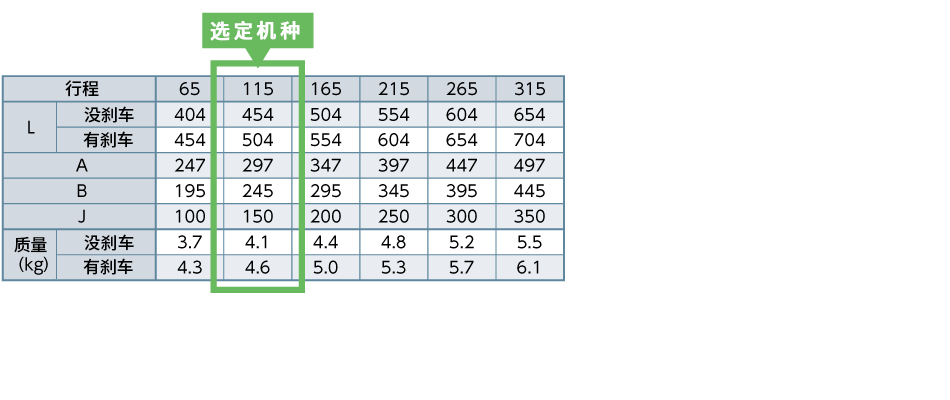 选定机种
行程 65 115 165 215 265 315
L 没刹车 404 454 504 554 604 654
有刹车 454 504 554 604 654 704
A 247 297 347 397 447 497
B 195 245 295 345 395 445
J 100 150 200 250 300 350
质量(kg) 没刹车 3.7 4.1 4.4 4.8 5.2 5.5
有刹车 4.3 4.6 5.0 5.3 5.7 6.1